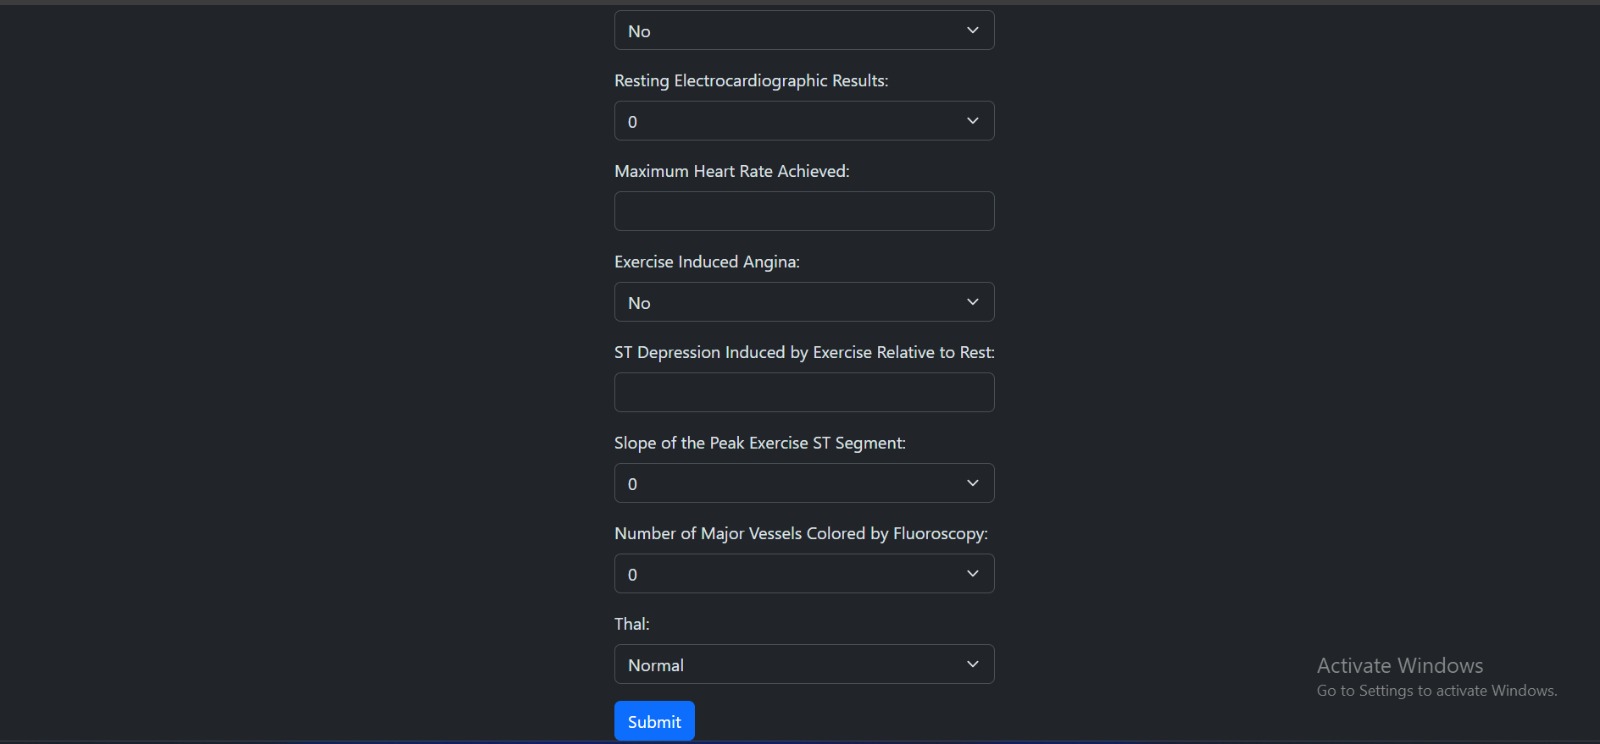 No
Resting Electrocardiographic Results:
0
Maximum Heart Rate Achieved:
Exercise Induced Angina:
No
ST Depression Induced by Exercise Relative to Rest:
Slope of the Peak Exercise ST Segment:
0
Number of Major Vessels Colored by Fluoroscopy:
0
Thal:
Normal
Submit
Activate Windows
Go to Settings to activate Windows.